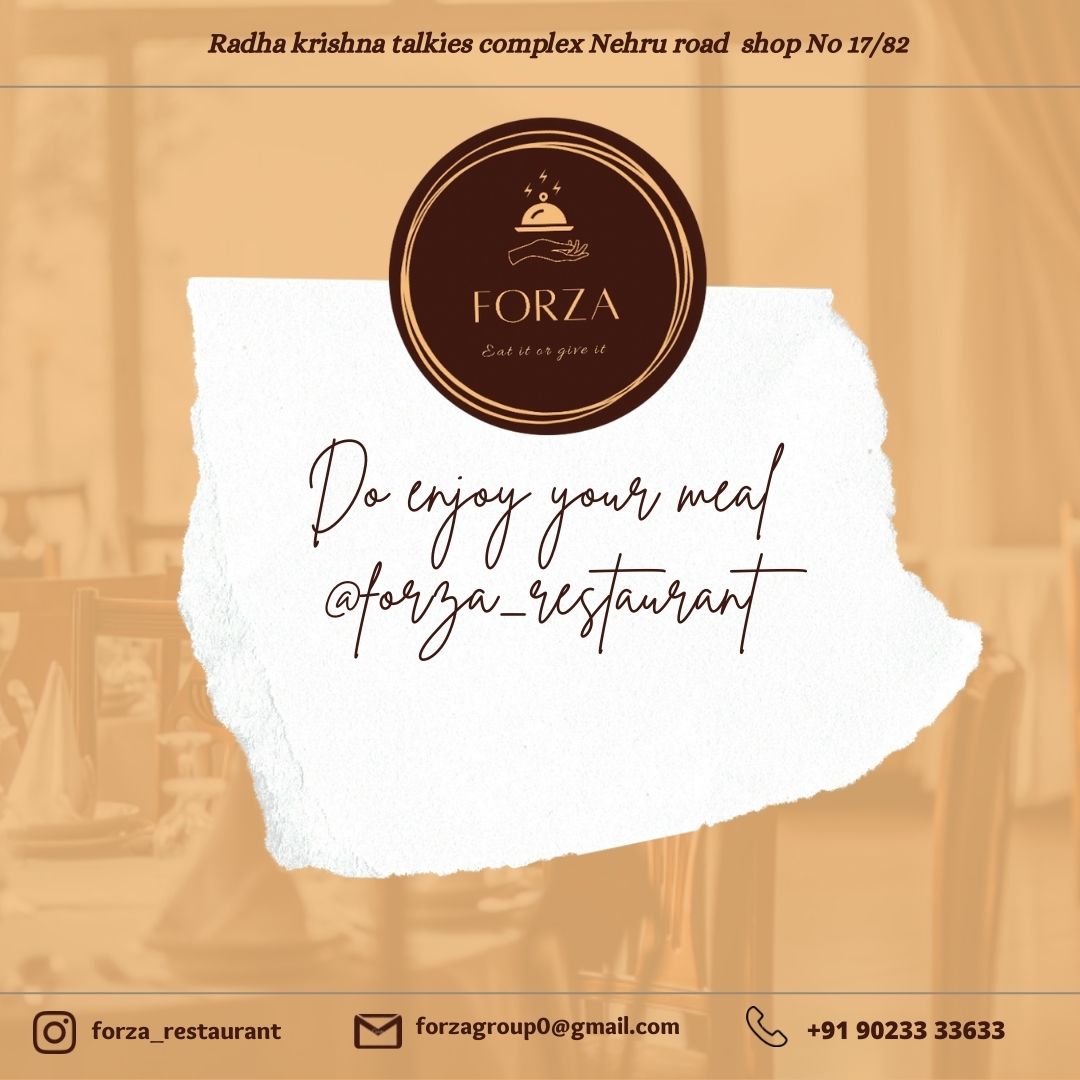 Radha krishna talkies complex Nehru road shop No 17/82
FORZA
Eat it or give it
Do enjoy your meal
@forza_restaurant
forza_restaurant
forzagroup0@gmail.com
+91 90233 33633